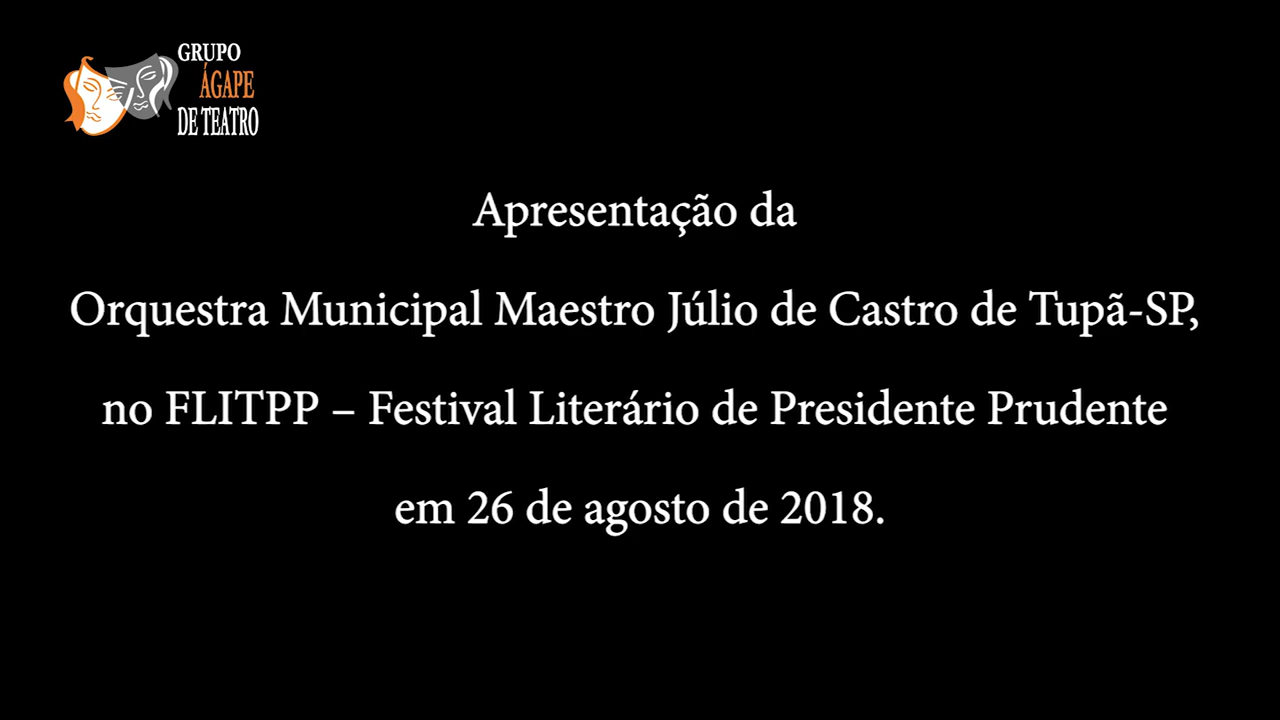 GRUPO
ÁGAPE
DE TEATRO
Apresentação da
Orquestra Municipal Maestro Júlio de Castro de Tupã-SP,
no FLITPP – Festival Literário de Presidente Prudente
em 26 de agosto de 2018.